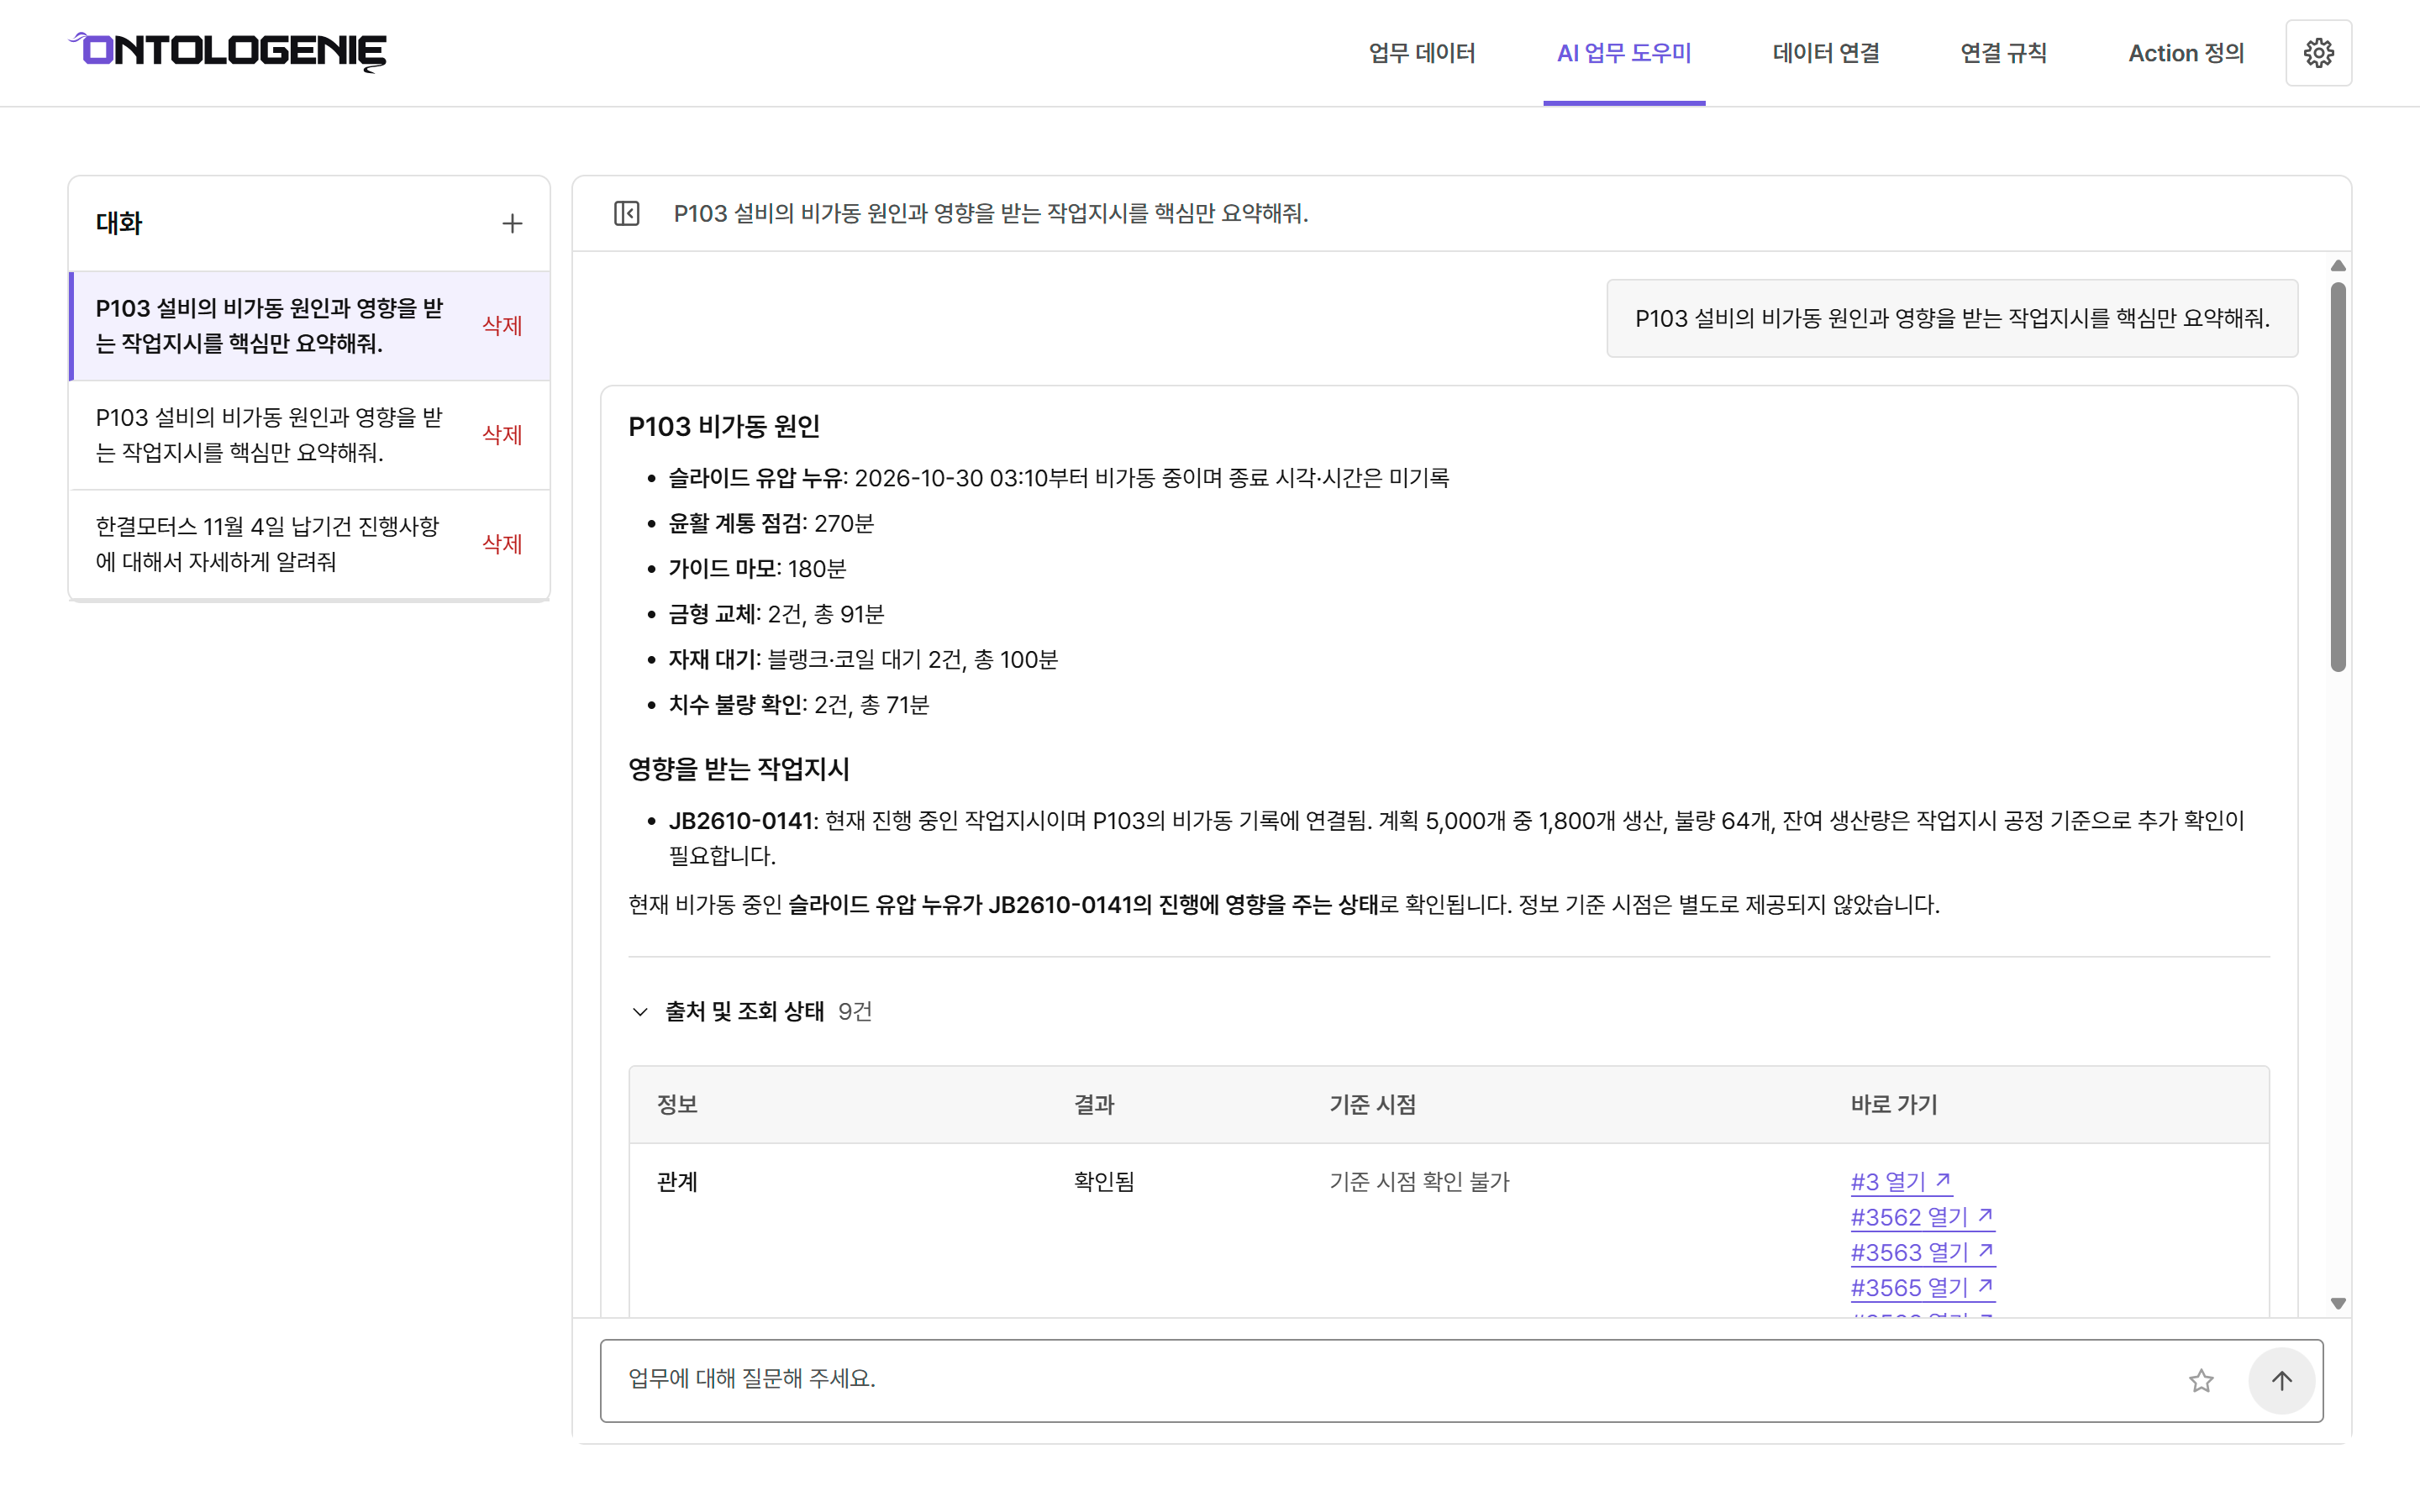 ONTOLOGENIE
업무 데이터
AI 업무 도우미
데이터 연결
연결 규칙
Action 정의
대화
P103 설비의 비가동 원인과 영향을 받
는 작업지시를 핵심만 요약해줘.
삭제
P103 설비의 비가동 원인과 영향을 받
는 작업지시를 핵심만 요약해줘.
삭제
한결모터스 11월 4일 납기건 진행사항
에 대해서 자세하게 알려줘
삭제
P103 설비의 비가동 원인과 영향을 받는 작업지시를 핵심만 요약해줘.
P103 설비의 비가동 원인과 영향을 받는 작업지시를 핵심만 요약해줘.
P103 비가동 원인
• 슬라이드 유압 누유: 2026-10-30 03:10부터 비가동 중이며 종료 시각·시간은 미기록
• 윤활 계통 점검: 270분
• 가이드 마모: 180분
• 금형 교체: 2건, 총 91분
• 자재 대기: 블랭크·코일 대기 2건, 총 100분
• 치수 불량 확인: 2건, 총 71분
영향을 받는 작업지시
• JB2610-0141: 현재 진행 중인 작업지시이며 P103의 비가동 기록에 연결됨. 계획 5,000개 중 1,800개 생산, 불량 64개, 잔여 생산량은 작업지시 공정 기준으로 추가 확인이
필요합니다.
현재 비가동 중인 슬라이드 유압 누유가 JB2610-0141의 진행에 영향을 주는 상태로 확인됩니다. 정보 기준 시점은 별도로 제공되지 않았습니다.
출처 및 조회 상태 9건
정보
결과
기준 시점
바로 가기
관계
확인됨
기준 시점 확인 불가
#3 열기 ↗
#3562 열기 ↗
#3563 열기 ↗
#3565 열기 ↗
업무에 대해 질문해 주세요.